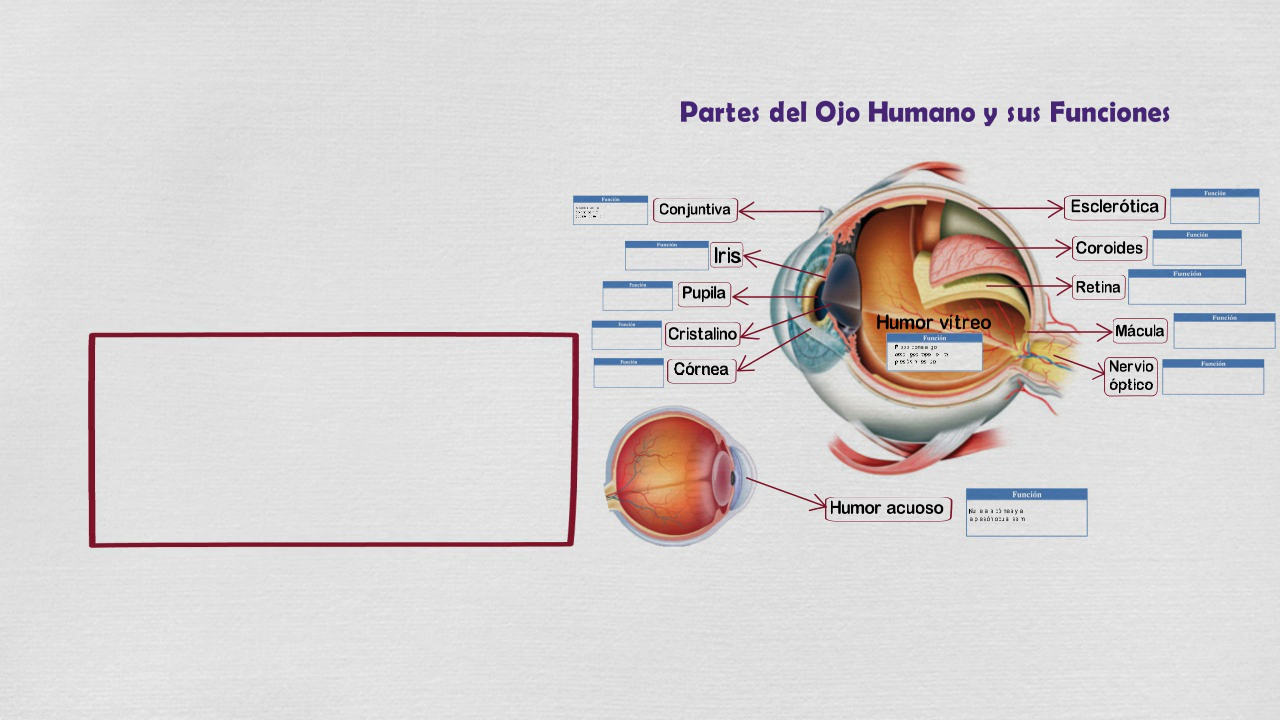 Partes del Ojo Humano y sus Funciones
Función
Conjuntiva
Función
Iris
Función
Pupila
Función
Cristalino
Función
Córnea
Humor vítreo
Función
Esclerótica
Función
Coroides
Función
Retina
Función
Mácula
Función
Nervio
óptico
Función
Humor acuoso
Función